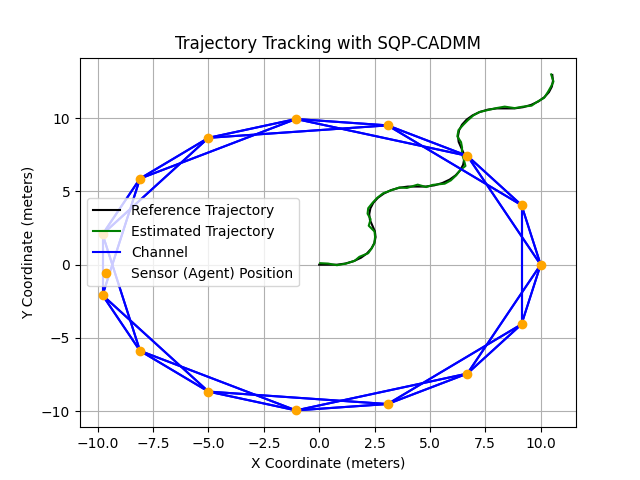 Trajectory Tracking with SQP-CADMM
Y Coordinate (meters)
10
5
0
−5
−10
Reference Trajectory
Estimated Trajectory
Channel
Sensor (Agent) Position
−10.0 −7.5 −5.0 −2.5 0.0 2.5 5.0 7.5 10.0
X Coordinate (meters)